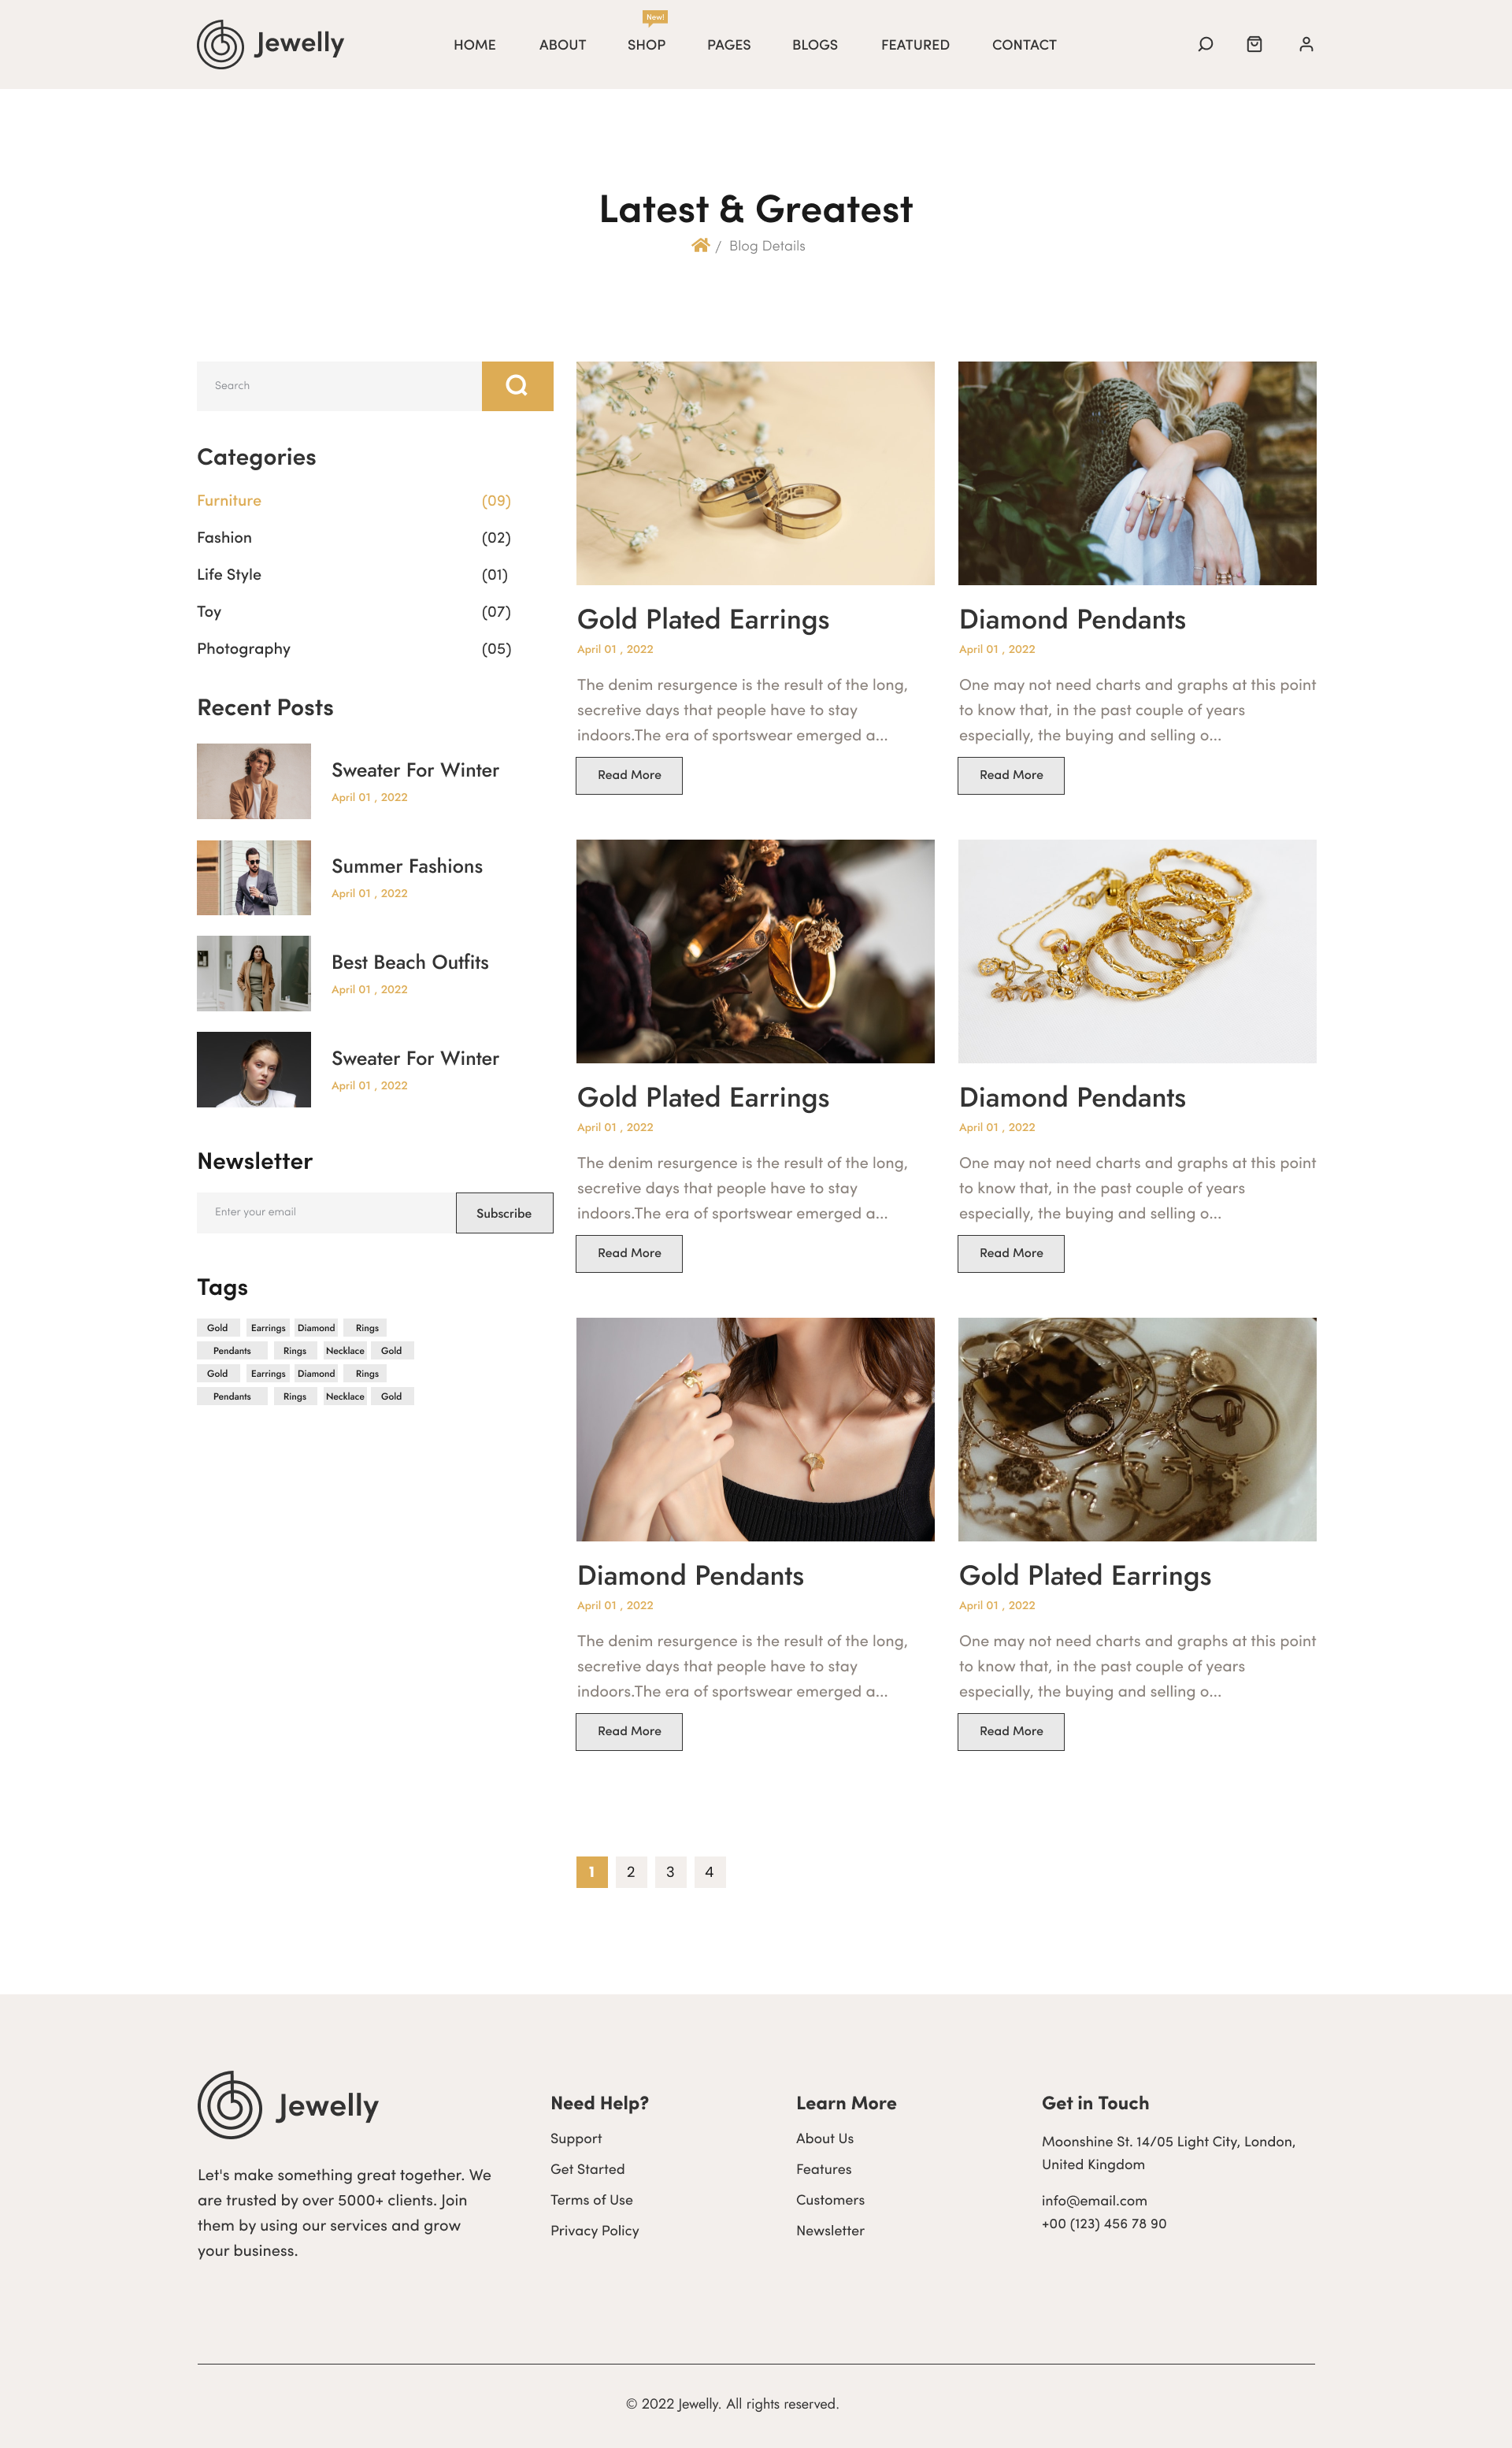 Jewelly
HOME ABOUT SHOP PAGES BLOGS FEATURED CONTACT
New!
Latest & Greatest
/ Blog Details
Search
Categories
Furniture (09)
Fashion (02)
Life Style (01)
Toy (07)
Photography (05)
Recent Posts
Sweater For Winter
April 01 , 2022
Summer Fashions
April 01 , 2022
Best Beach Outfits
April 01 , 2022
Sweater For Winter
April 01 , 2022
Newsletter
Enter your email
Subscribe
Tags
Gold Earrings Diamond Rings
Pendants Rings Necklace Gold
Gold Earrings Diamond Rings
Pendants Rings Necklace Gold
Gold Plated Earrings
April 01 , 2022
The denim resurgence is the result of the long,
secretive days that people have to stay
indoors.The era of sportswear emerged a...
Read More
Diamond Pendants
April 01 , 2022
One may not need charts and graphs at this point
to know that, in the past couple of years
especially, the buying and selling o...
Read More
Gold Plated Earrings
April 01 , 2022
The denim resurgence is the result of the long,
secretive days that people have to stay
indoors.The era of sportswear emerged a...
Read More
Diamond Pendants
April 01 , 2022
One may not need charts and graphs at this point
to know that, in the past couple of years
especially, the buying and selling o...
Read More
Diamond Pendants
April 01 , 2022
The denim resurgence is the result of the long,
secretive days that people have to stay
indoors.The era of sportswear emerged a...
Read More
Gold Plated Earrings
April 01 , 2022
One may not need charts and graphs at this point
to know that, in the past couple of years
especially, the buying and selling o...
Read More
1 2 3 4
Jewelly
Let's make something great together. We
are trusted by over 5000+ clients. Join
them by using our services and grow
your business.
Need Help?
Support
Get Started
Terms of Use
Privacy Policy
Learn More
About Us
Features
Customers
Newsletter
Get in Touch
Moonshine St. 14/05 Light City, London,
United Kingdom
info@email.com
+00 (123) 456 78 90
© 2022 Jewelly. All rights reserved.